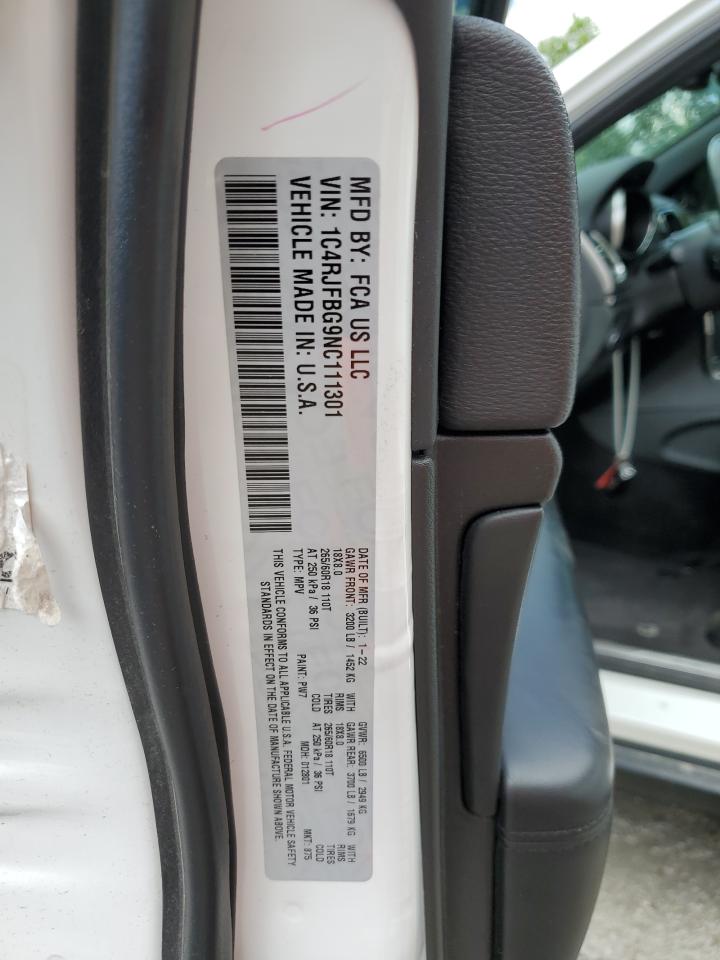 MFD BY: FCA US LLC
VIN: 1C4RJFBG9NC111301
VEHICLE MADE IN: U.S.A.
DATE OF MFR (BUILT): 1-22 GVWR: 6500 LB / 2949 KG
GAWR FRONT: 3200 LB / 1452 KG WITH GAWR REAR: 3700 LB / 1679 KG WITH
18X8.0 RIMS 18X8.0 RIMS
265/60R18 110T TIRES 265/60R18 110T TIRES
AT 250 kPa / 36 PSI COLD AT 250 kPa / 36 PSI COLD
TYPE: MPV PAINT: PW7 MDH: 012801 MKT: 875
THIS VEHICLE CONFORMS TO ALL APPLICABLE U.S.A. FEDERAL MOTOR VEHICLE SAFETY
STANDARDS IN EFFECT ON THE DATE OF MANUFACTURE SHOWN ABOVE.